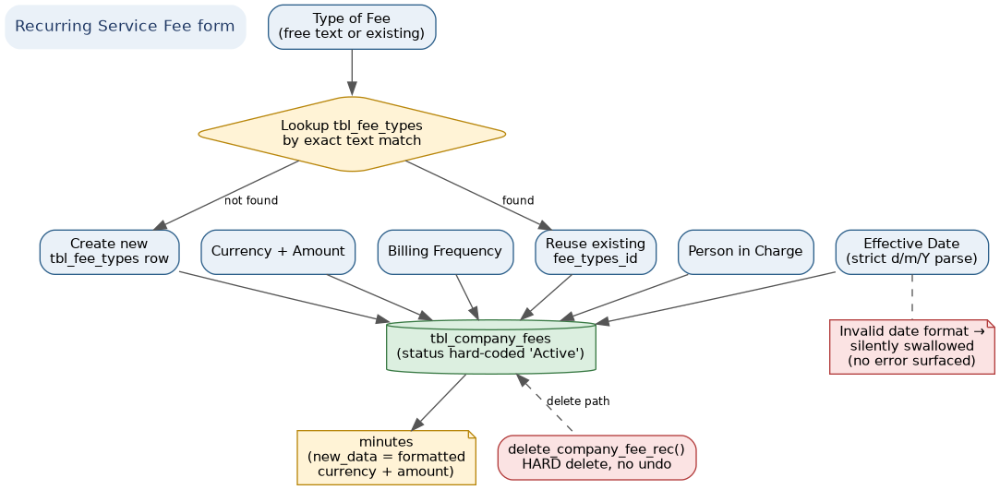 Recurring Service Fee form
Type of Fee
(free text or existing)
Lookup tbl_fee_types
by exact text match
not found
found
Create new
tbl_fee_types row
Currency + Amount
Billing Frequency
Reuse existing
fee_types_id
Person in Charge
Effective Date
(strict d/m/Y parse)
tbl_company_fees
(status hard-coded 'Active')
Invalid date format →
silently swallowed
(no error surfaced)
delete path
minutes
(new_data = formatted
currency + amount)
delete_company_fee_rec()
HARD delete, no undo